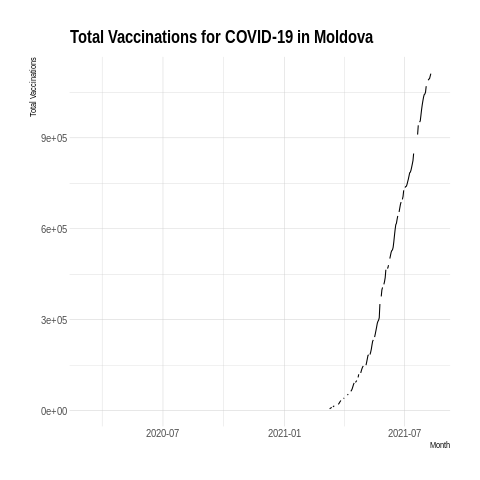 Total Vaccinations for COVID-19 in Moldova
Total Vaccinations
9e+05
6e+05
3e+05
0e+00
2020-07
2021-01
2021-07
Month